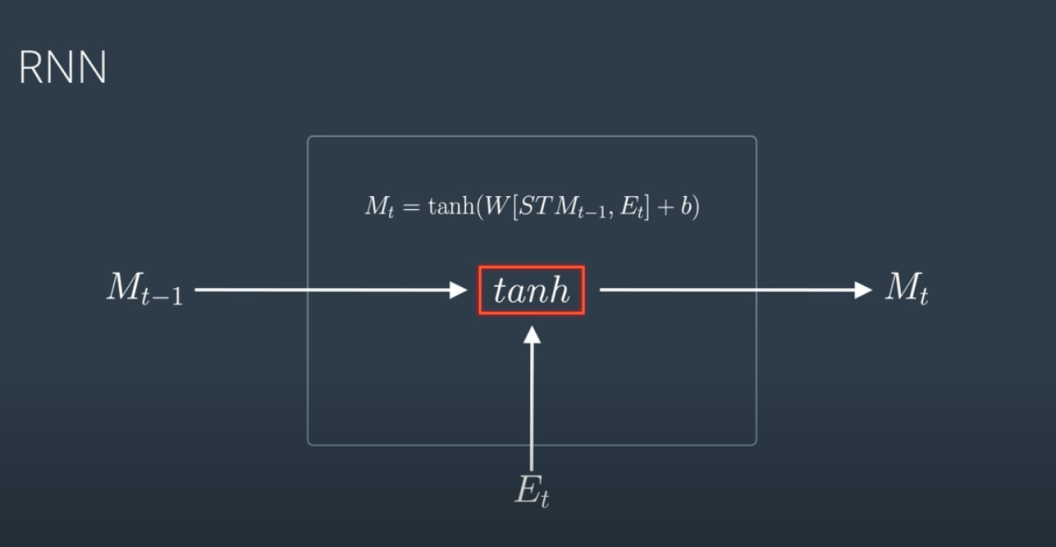 RNN
M_t = tanh(W[STM_{t−1}, E_t] + b)
M_{t−1} tanh M_t
E_t